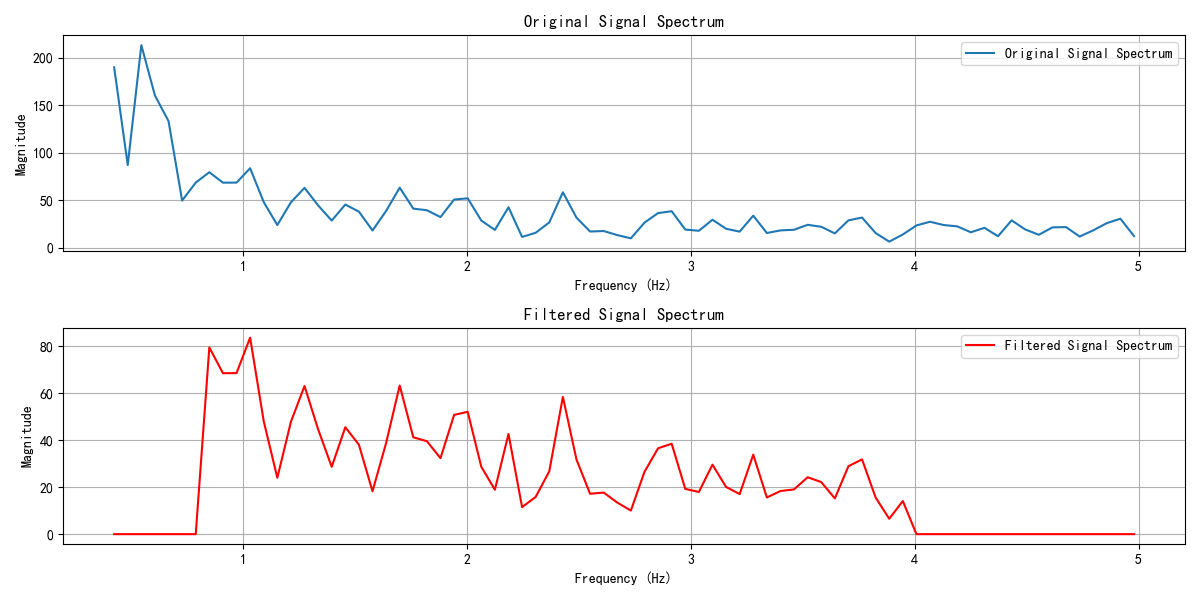 Original Signal Spectrum
Original Signal Spectrum
200
150
100
50
0
Magnitude
1 2 3 4 5
Frequency (Hz)
Filtered Signal Spectrum
Filtered Signal Spectrum
80
60
40
20
0
Magnitude
1 2 3 4 5
Frequency (Hz)